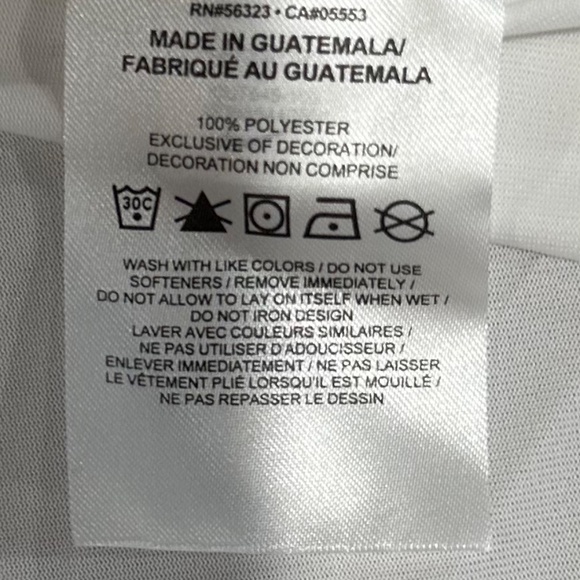 RN#56323 • CA#05553
MADE IN GUATEMALA/
FABRIQUÉ AU GUATEMALA
100% POLYESTER
EXCLUSIVE OF DECORATION/
DECORATION NON COMPRISE
30C
WASH WITH LIKE COLORS / DO NOT USE
SOFTENERS / REMOVE IMMEDIATELY /
DO NOT ALLOW TO LAY ON ITSELF WHEN WET /
DO NOT IRON DESIGN
LAVER AVEC COULEURS SIMILAIRES /
NE PAS UTILISER D'ADOUCISSEUR /
ENLEVER IMMEDIATEMENT / NE PAS LAISSER
LE VÊTEMENT PLIÉ LORSQU'IL EST MOUILLÉ /
NE PAS REPASSER LE DESSIN